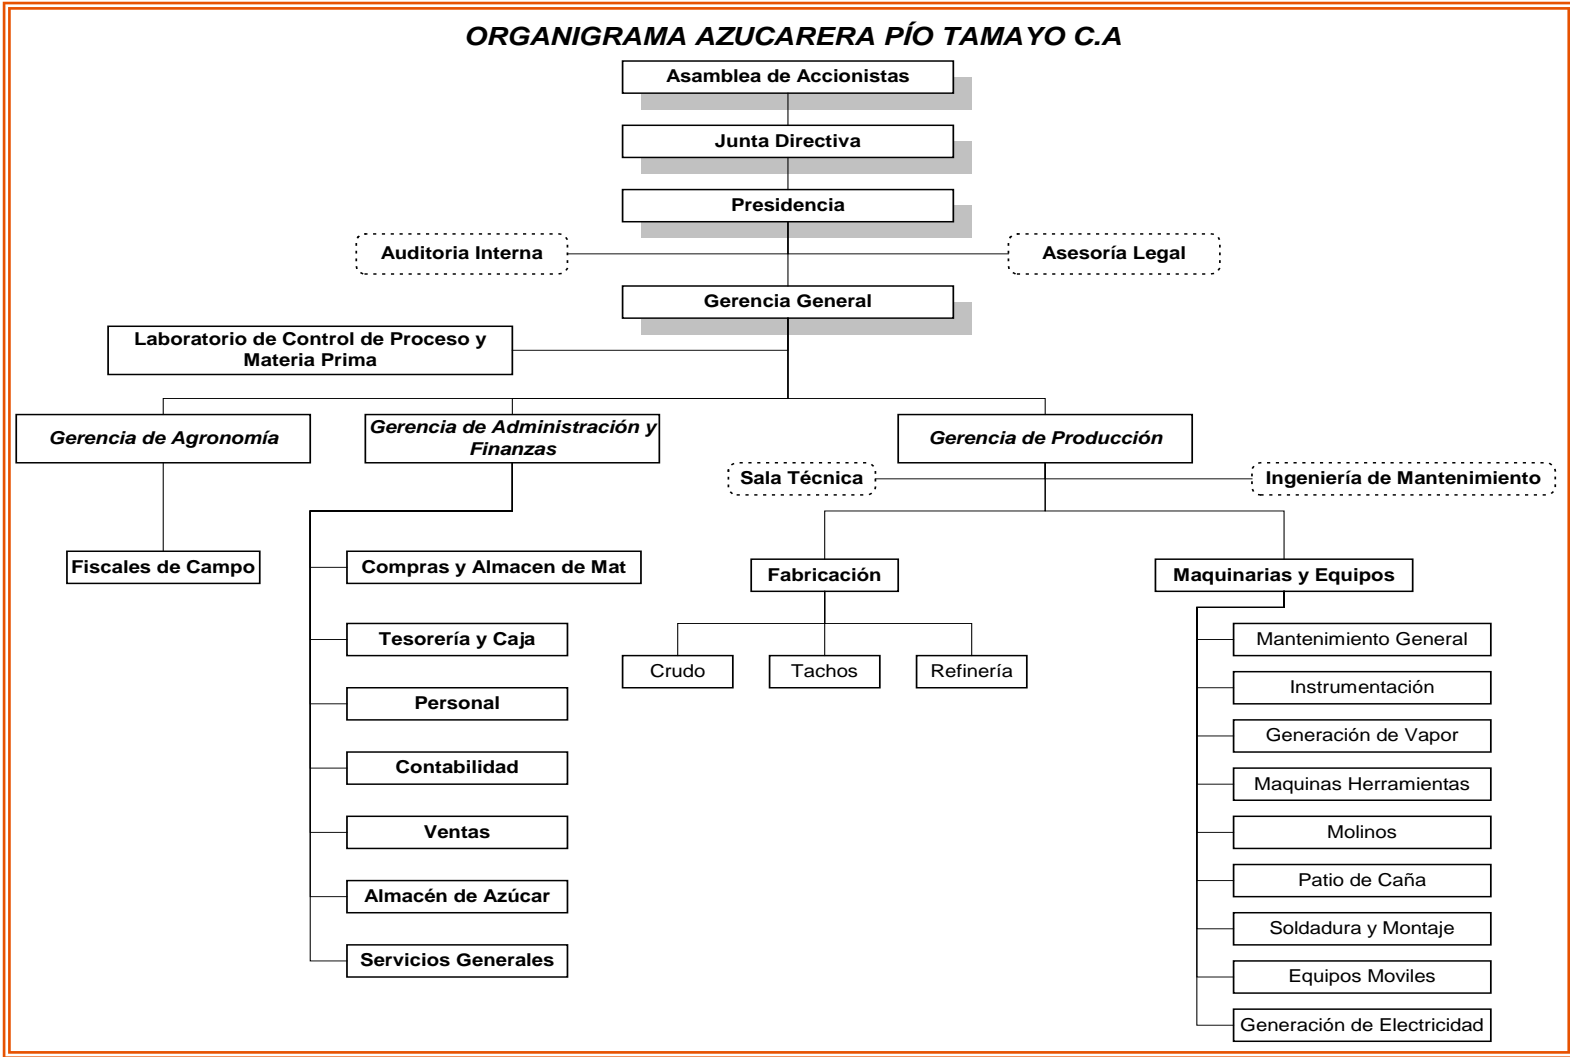 ORGANIGRAMA AZUCARERA PÍO TAMAYO C.A
Asamblea de Accionistas
Junta Directiva
Presidencia
Auditoria Interna
Asesoría Legal
Gerencia General
Laboratorio de Control de Proceso y
Materia Prima
Gerencia de Agronomía
Gerencia de Administración y
Finanzas
Gerencia de Producción
Sala Técnica
Ingeniería de Mantenimiento
Fiscales de Campo
Compras y Almacen de Mat
Tesorería y Caja
Personal
Contabilidad
Ventas
Almacén de Azúcar
Servicios Generales
Fabricación
Crudo
Tachos
Refinería
Maquinarias y Equipos
Mantenimiento General
Instrumentación
Generación de Vapor
Maquinas Herramientas
Molinos
Patio de Caña
Soldadura y Montaje
Equipos Moviles
Generación de Electricidad